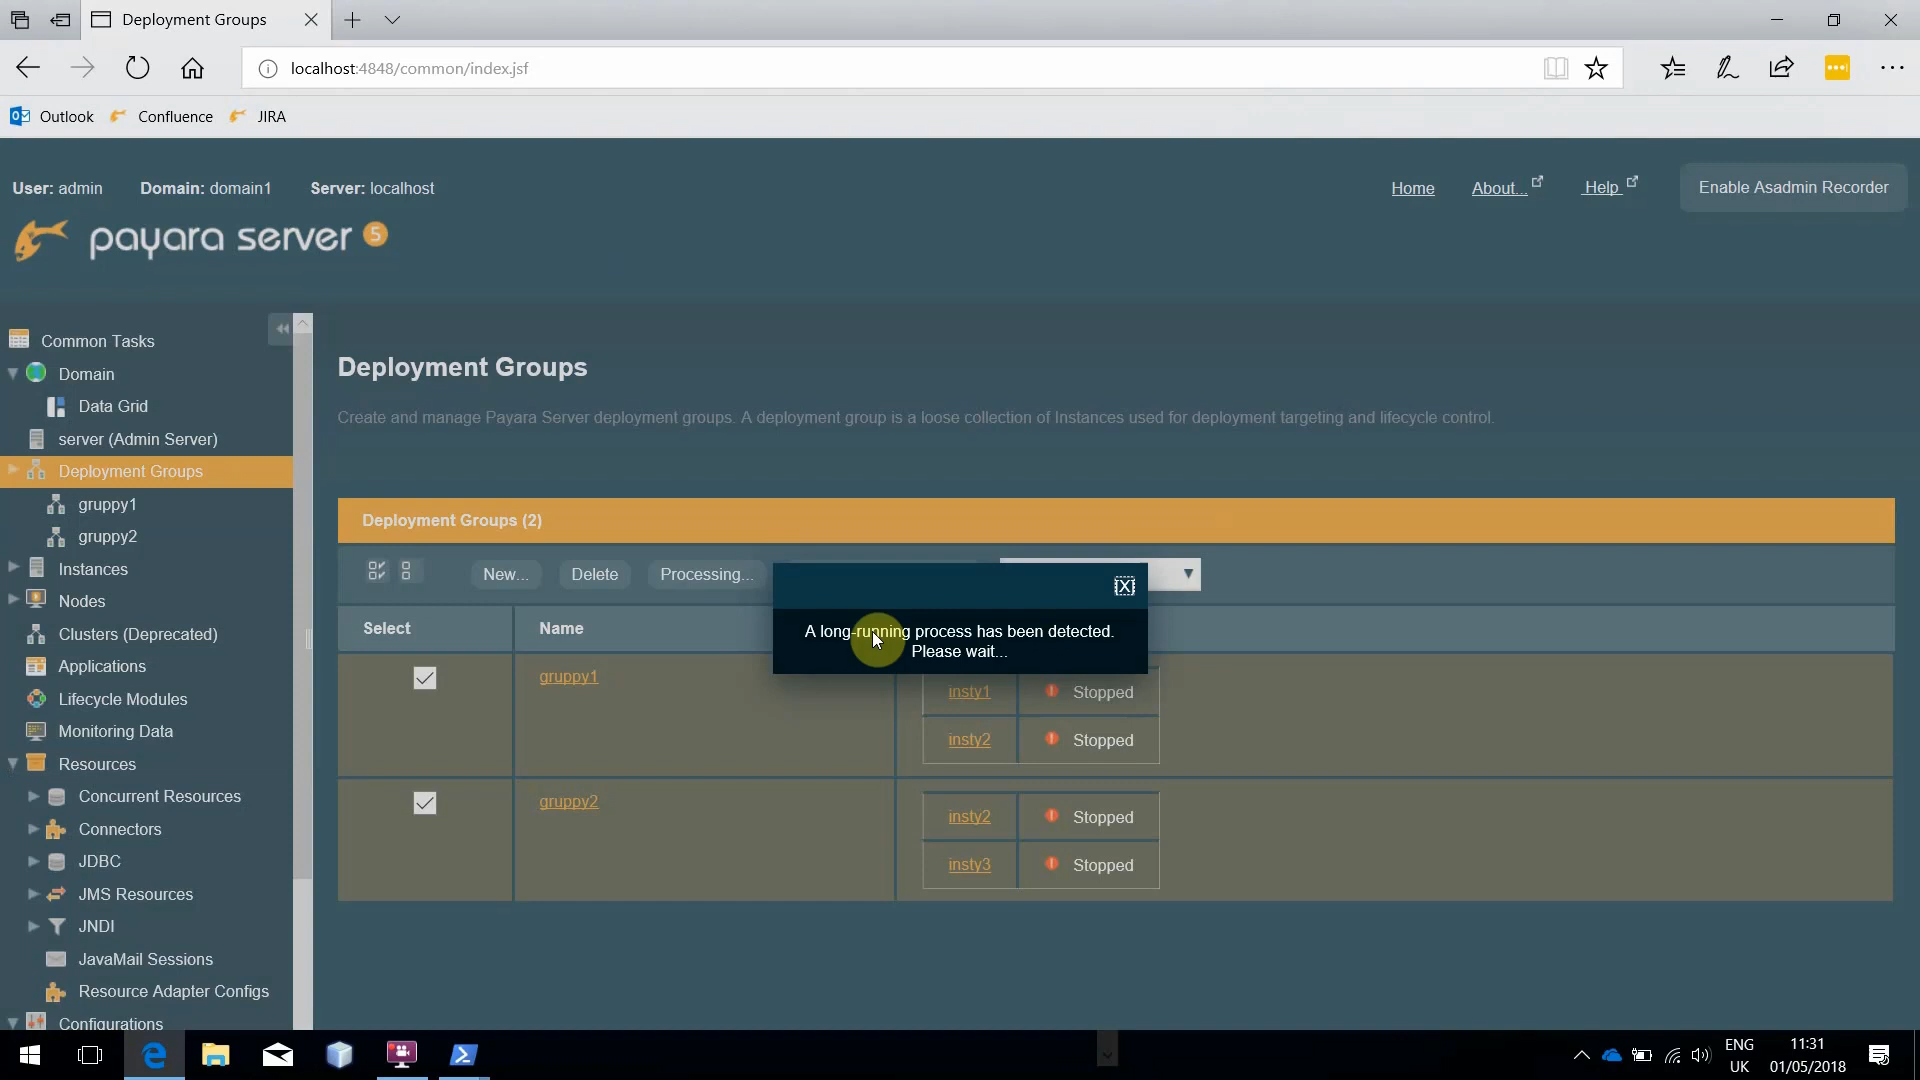 Deployment Groups
localhost:4848/common/index.jsf
Outlook Confluence JIRA
User: admin Domain: domain1 Server: localhost
Home About... Help Enable Asadmin Recorder
payara server 5
Common Tasks
Domain
Data Grid
server (Admin Server)
Deployment Groups
gruppy1
gruppy2
Instances
Nodes
Clusters (Deprecated)
Applications
Lifecycle Modules
Monitoring Data
Resources
Concurrent Resources
Connectors
JDBC
JMS Resources
JNDI
JavaMail Sessions
Resource Adapter Configs
Configurations
Deployment Groups
Create and manage Payara Server deployment groups. A deployment group is a loose collection of Instances used for deployment targeting and lifecycle control.
Deployment Groups (2)
New... Delete Processing...
[X]
A long-running process has been detected.
Please wait...
Select Name
gruppy1
insty1 Stopped
insty2 Stopped
gruppy2
insty2 Stopped
insty3 Stopped
ENG 11:31
UK 01/05/2018